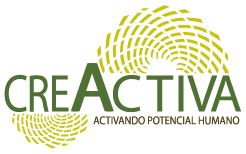 CREACTIVA
ACTIVANDO POTENCIAL HUMANO